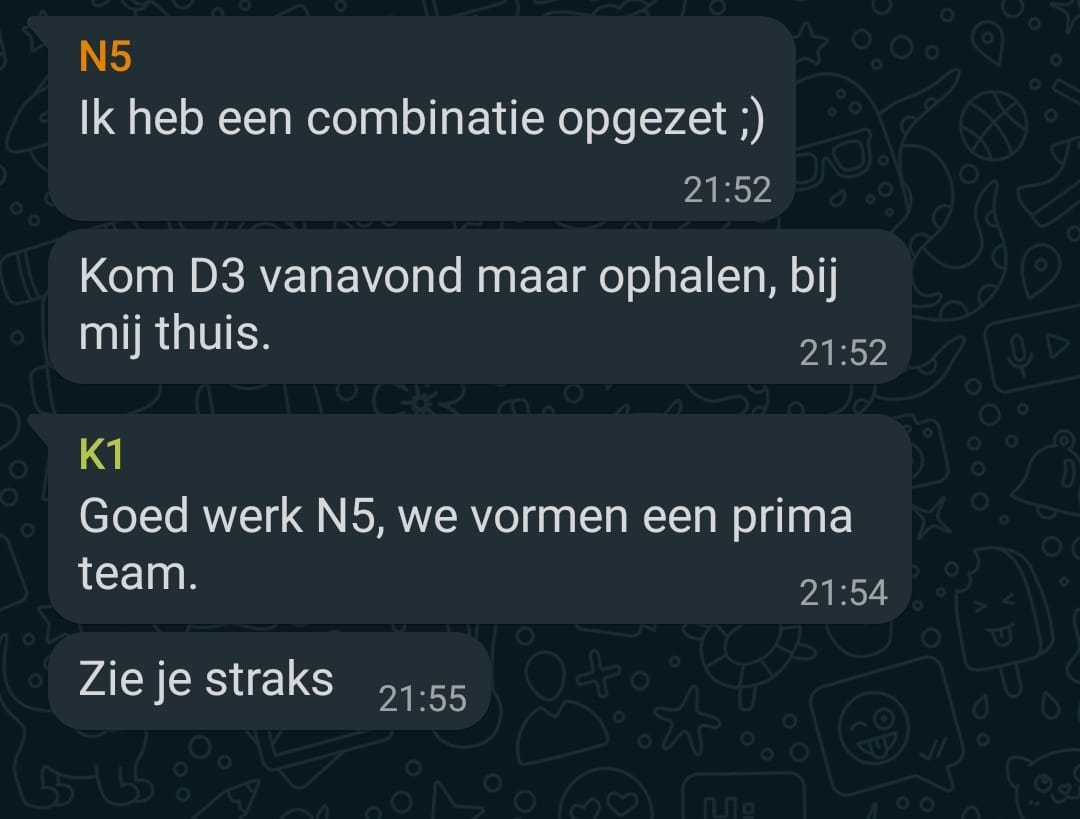 N5
Ik heb een combinatie opgezet ;)
21:52
Kom D3 vanavond maar ophalen, bij
mij thuis.
21:52
K1
Goed werk N5, we vormen een prima
team.
21:54
Zie je straks
21:55